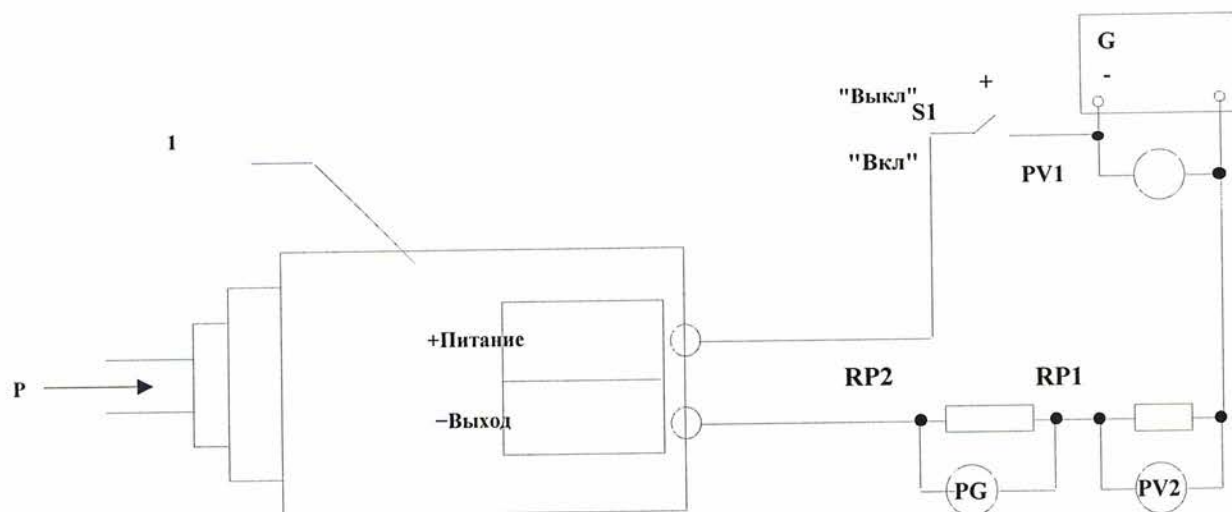 G
-
+
"Выкл"
S1
1
"Вкл"
PV1
+Питание
P
RP2
RP1
−Выход
PG
PV2